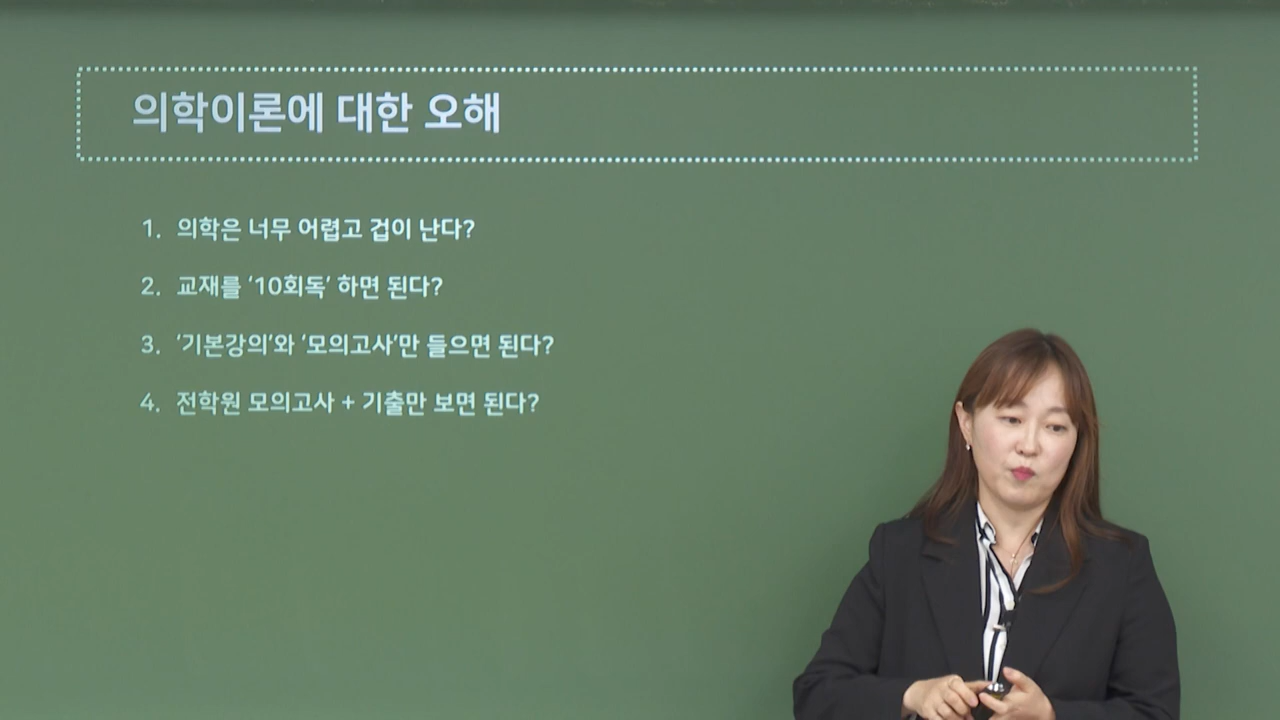 의학이론에 대한 오해
1. 의학은 너무 어렵고 겁이 난다?
2. 교재를 ‘10회독’ 하면 된다?
3. ‘기본강의’와 ‘모의고사’만 들으면 된다?
4. 전학원 모의고사 + 기출만 보면 된다?